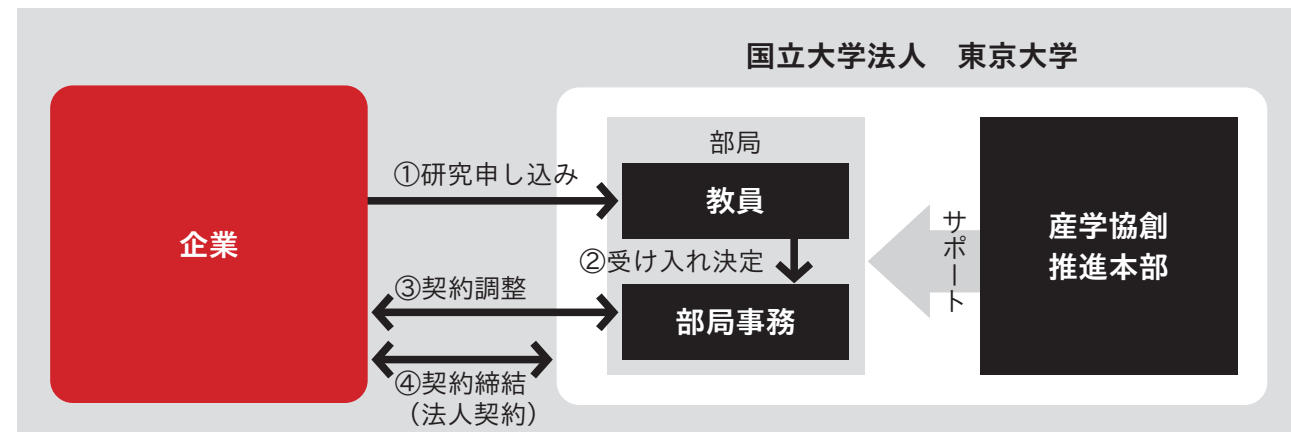 国立大学法人　東京大学
企業
①研究申し込み
部局
教員
②受け入れ決定
③契約調整
部局事務
④契約締結
（法人契約）
サポート
産学協創
推進本部